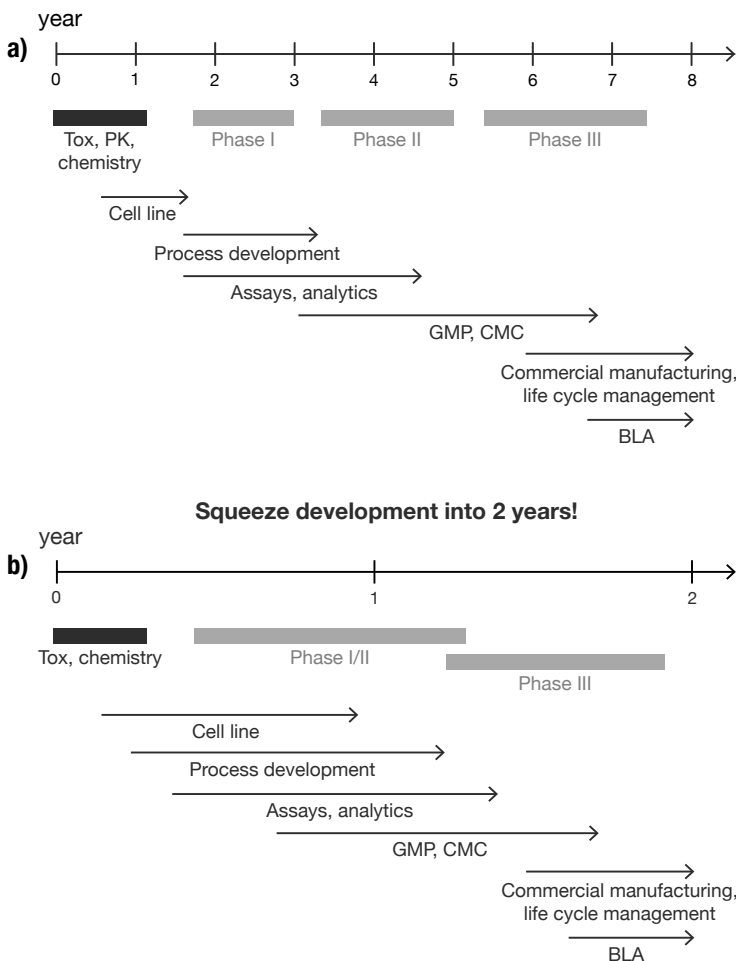 year
a)
0 1 2 3 4 5 6 7 8
Tox, PK,
chemistry
Phase I
Phase II
Phase III
Cell line
Process development
Assays, analytics
GMP, CMC
Commercial manufacturing,
life cycle management
BLA
Squeeze development into 2 years!
year
b)
0 1 2
Tox, chemistry
Phase I/II
Phase III
Cell line
Process development
Assays, analytics
GMP, CMC
Commercial manufacturing,
life cycle management
BLA